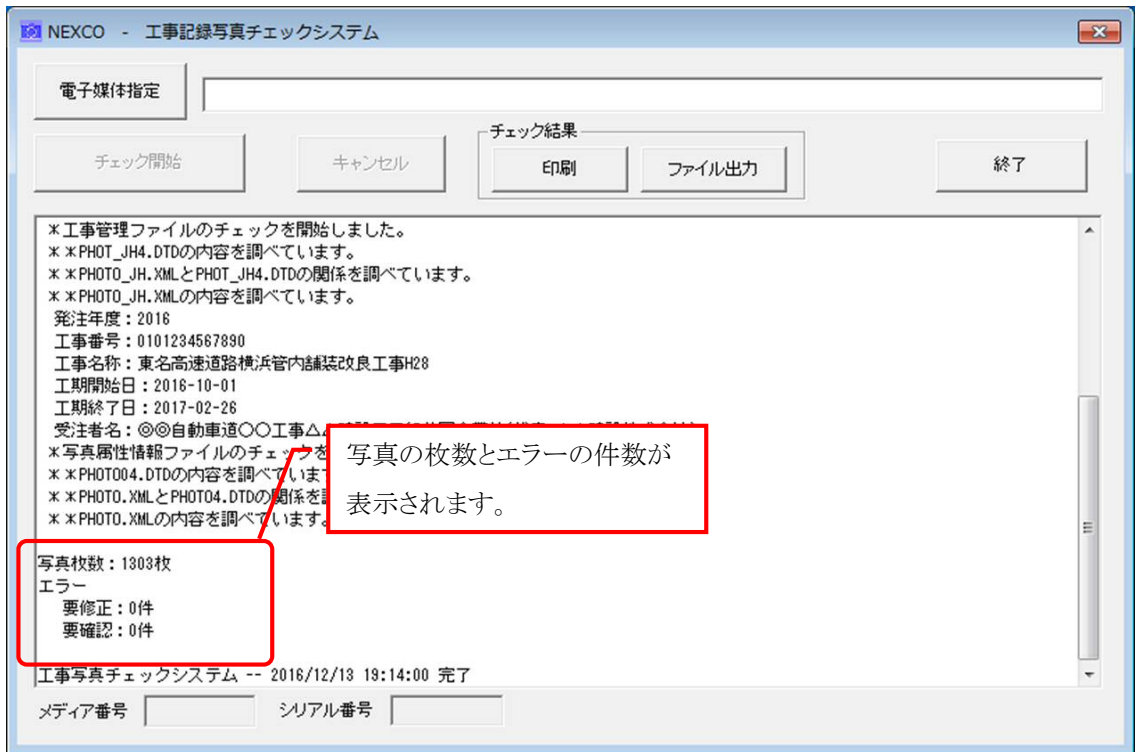 NEXCO - 工事記録写真チェックシステム
電子媒体指定
チェック開始
キャンセル
チェック結果
印刷
ファイル出力
終了
＊工事管理ファイルのチェックを開始しました。
＊＊PHOT_JH4.DTDの内容を調べています。
＊＊PHOTO_JH.XMLとPHOT_JH4.DTDの関係を調べています。
＊＊PHOTO_JH.XMLの内容を調べています。
発注年度：2016
工事番号：0101234567890
工事名称：東名高速道路横浜管内舗装改良工事H28
工期開始日：2016-10-01
工期終了日：2017-02-26
受注者名：◎◎自動車道〇〇工事△
＊写真属性情報ファイルのチェックを
＊＊PHOTO04.DTDの内容を調べていま
＊＊PHOTO.XMLとPHOTO4.DTDの関係を
＊＊PHOTO.XMLの内容を調べています。
写真の枚数とエラーの件数が
表示されます。
写真枚数：1303枚
エラー
要修正：0件
要確認：0件
工事写真チェックシステム -- 2016/12/13 19:14:00 完了
メディア番号
シリアル番号